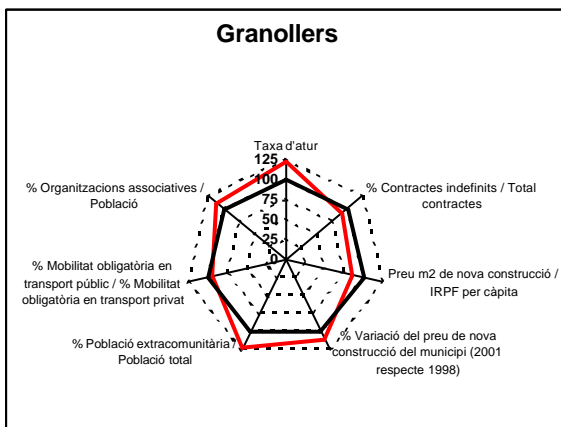 Granollers
Taxa d'atur
125
100
75
50
25
0
% Contractes indefinits / Total
contractes
Preu m2 de nova construcció /
IRPF per càpita
% Variació del preu de nova
construcció del municipi (2001
respecte 1998)
% Població extracomunitària /
Població total
% Mobilitat obligatòria en
transport públic / % Mobilitat
obligatòria en transport privat
% Organitzacions associatives /
Població